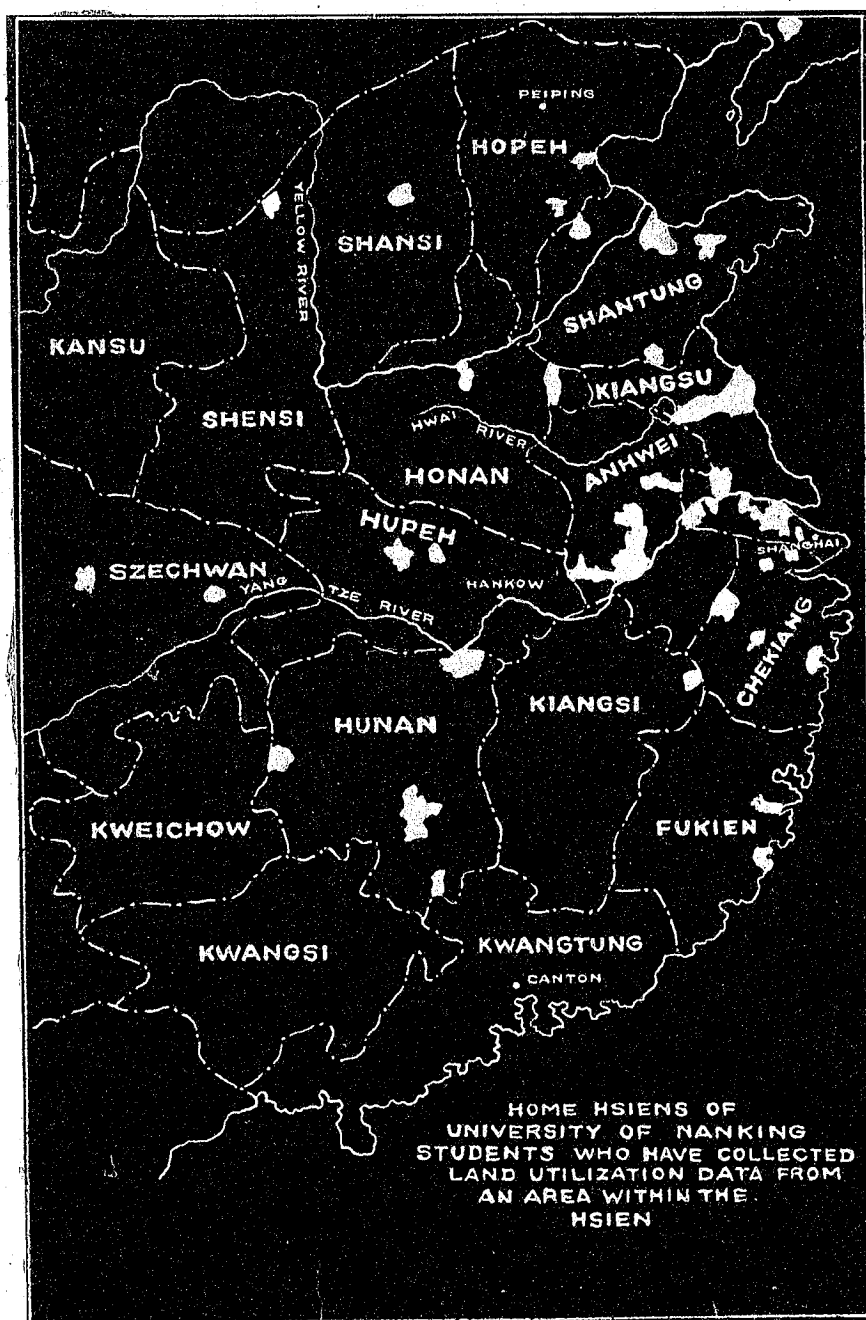 PEIPING
HOPEH
YELLOW RIVER
SHANSI
SHANTUNG
KANSU
KIANGSU
SHENSI
HWAI RIVER
ANHWEI
HONAN
HUPEH
SHANGHAI
SZECHWAN
YANG TZE RIVER
HANKOW
CHEKIANG
KIANGSI
HUNAN
KWEICHOW
FUKIEN
KWANGSI
KWANGTUNG
CANTON
HOME HSIENS OF
UNIVERSITY OF NANKING
STUDENTS WHO HAVE COLLECTED
LAND UTILIZATION DATA FROM
AN AREA WITHIN THE
HSIEN